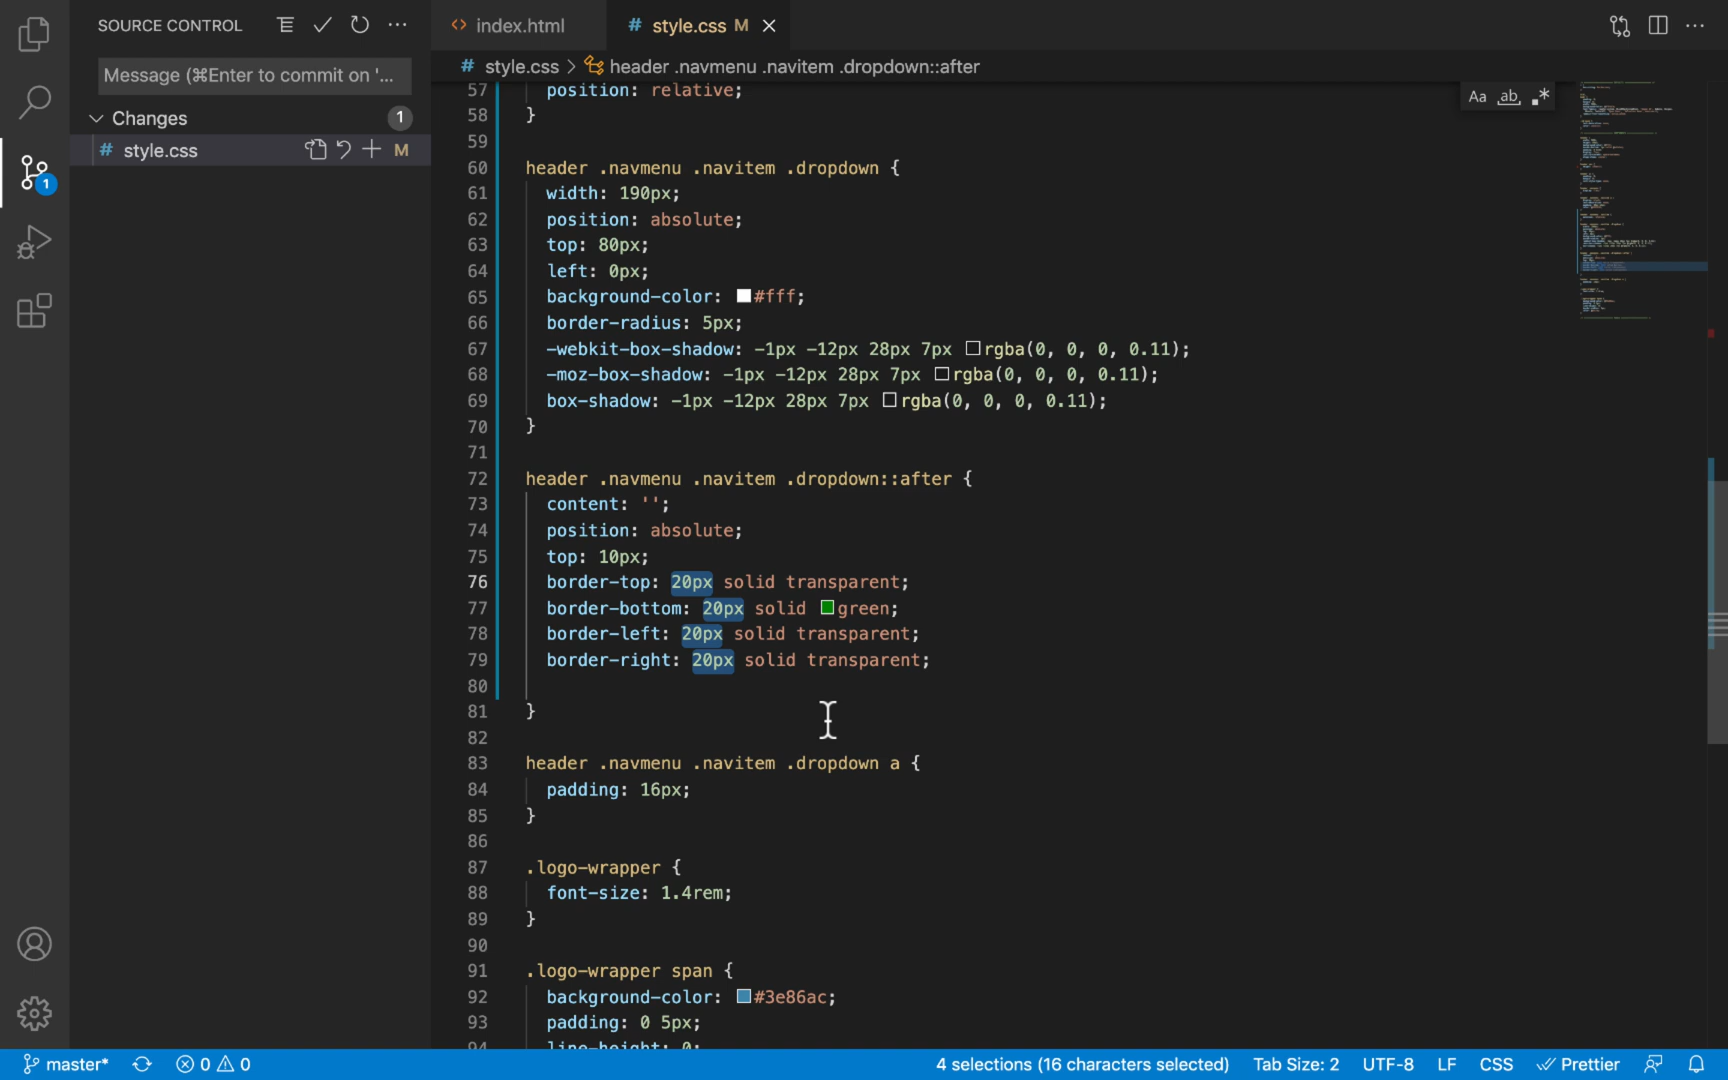 SOURCE CONTROL
index.html
# style.css M
Message (⌘Enter to commit on '...
# style.css > header .navmenu .navitem .dropdown::after
Changes 1
# style.css M
1
Aa ab .*
57 position: relative;
58 }
59
60 header .navmenu .navitem .dropdown {
61 width: 190px;
62 position: absolute;
63 top: 80px;
64 left: 0px;
65 background-color: #fff;
66 border-radius: 5px;
67 -webkit-box-shadow: -1px -12px 28px 7px rgba(0, 0, 0, 0.11);
68 -moz-box-shadow: -1px -12px 28px 7px rgba(0, 0, 0, 0.11);
69 box-shadow: -1px -12px 28px 7px rgba(0, 0, 0, 0.11);
70 }
71
72 header .navmenu .navitem .dropdown::after {
73 content: '';
74 position: absolute;
75 top: 10px;
76 border-top: 20px solid transparent;
77 border-bottom: 20px solid green;
78 border-left: 20px solid transparent;
79 border-right: 20px solid transparent;
80
81 }
82
83 header .navmenu .navitem .dropdown a {
84 padding: 16px;
85 }
86
87 .logo-wrapper {
88 font-size: 1.4rem;
89 }
90
91 .logo-wrapper span {
92 background-color: #3e86ac;
93 padding: 0 5px;
94 line-height: 0;
master* 0 0 4 selections (16 characters selected) Tab Size: 2 UTF-8 LF CSS Prettier